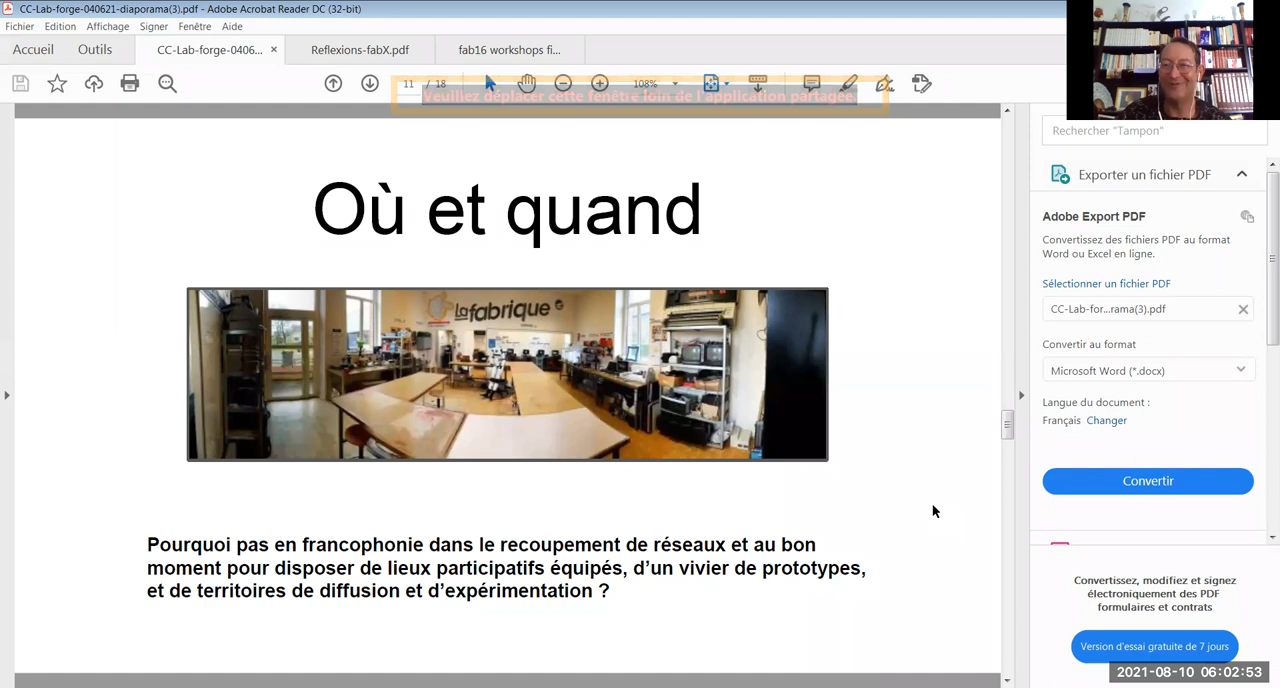 CC-Lab-forge-040621-diaporama(3).pdf - Adobe Acrobat Reader DC (32-bit)
Fichier Edition Affichage Signer Fenêtre Aide
Accueil Outils CC-Lab-forge-0406... × Reflexions-fabX.pdf fab16 workshops fi...
11 / 18 108%
Veuillez déplacer cette fenêtre loin de l'application partagée.
Où et quand
lafabrique
Pourquoi pas en francophonie dans le recoupement de réseaux et au bon
moment pour disposer de lieux participatifs équipés, d'un vivier de prototypes,
et de territoires de diffusion et d'expérimentation ?
Rechercher "Tampon"
Exporter un fichier PDF
Adobe Export PDF
Convertissez des fichiers PDF au format
Word ou Excel en ligne.
Sélectionner un fichier PDF
CC-Lab-for...rama(3).pdf
Convertir au format
Microsoft Word (*.docx)
Langue du document :
Français Changer
Convertir
Convertissez, modifiez et signez
électroniquement des PDF
formulaires et contrats
Version d'essai gratuite de 7 jours
2021-08-10 06:02:53